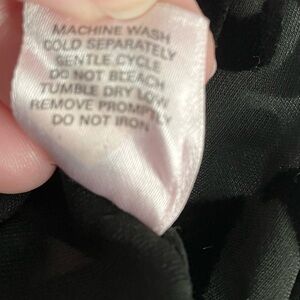 MACHINE WASH
COLD SEPARATELY
GENTLE CYCLE
DO NOT BLEACH
TUMBLE DRY LOW
REMOVE PROMPTLY
DO NOT IRON